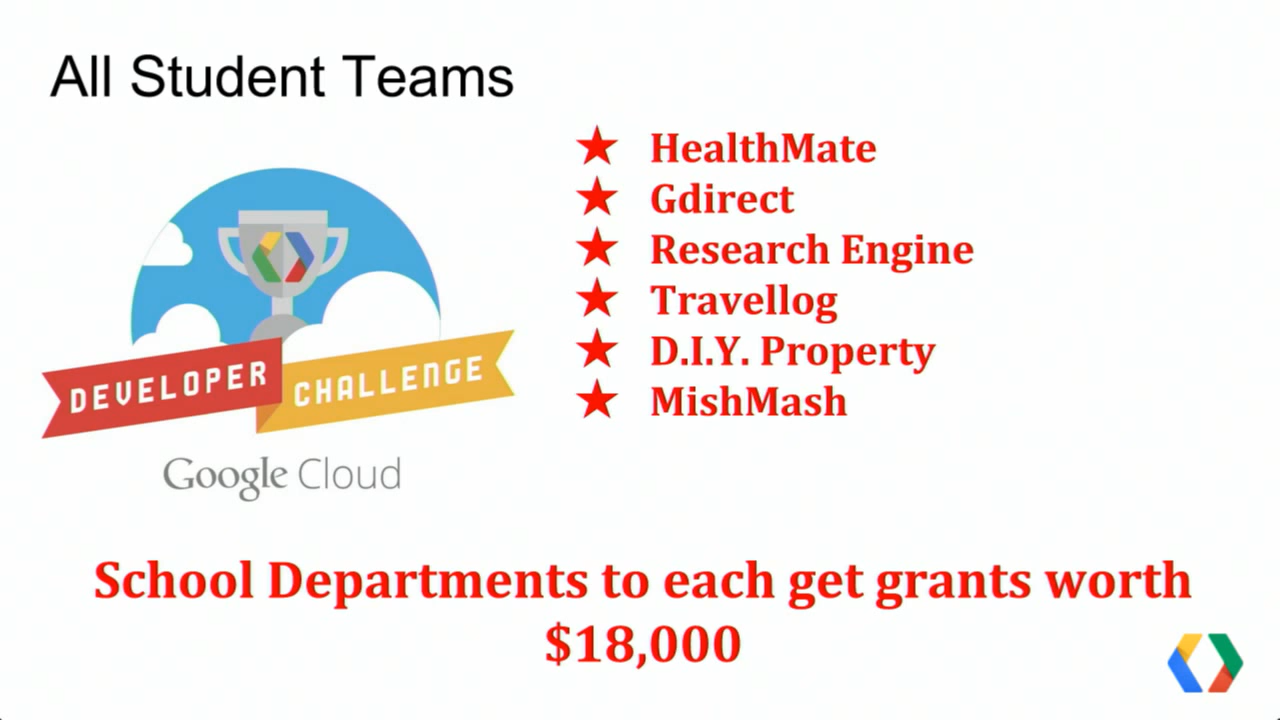 All Student Teams
HealthMate
Gdirect
Research Engine
Travellog
D.I.Y. Property
MishMash
DEVELOPER CHALLENGE
Google Cloud
School Departments to each get grants worth
$18,000